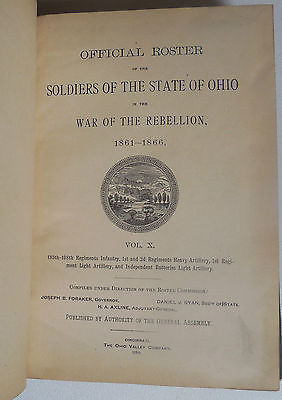 OFFICIAL ROSTER
OF THE
SOLDIERS OF THE STATE OF OHIO
IN THE
WAR OF THE REBELLION,
1861-1866.
VOL. X.
Regiments Infantry, 1st and 2d Regiments Heavy Artillery, 1st Regi-
ment Light Artillery, and Independent Batteries Light Artillery.
COMPILED UNDER DIRECTION OF THE ROSTER COMMISSION:
JOSEPH B. FORAKER, GOVERNOR, DANIEL J. RYAN, SEC'Y OF STATE,
H. A. AXLINE, ADJUTANT-GENERAL.
PUBLISHED BY AUTHORITY OF THE GENERAL ASSEMBLY
CINCINNATI,
THE OHIO VALLEY COMPANY.